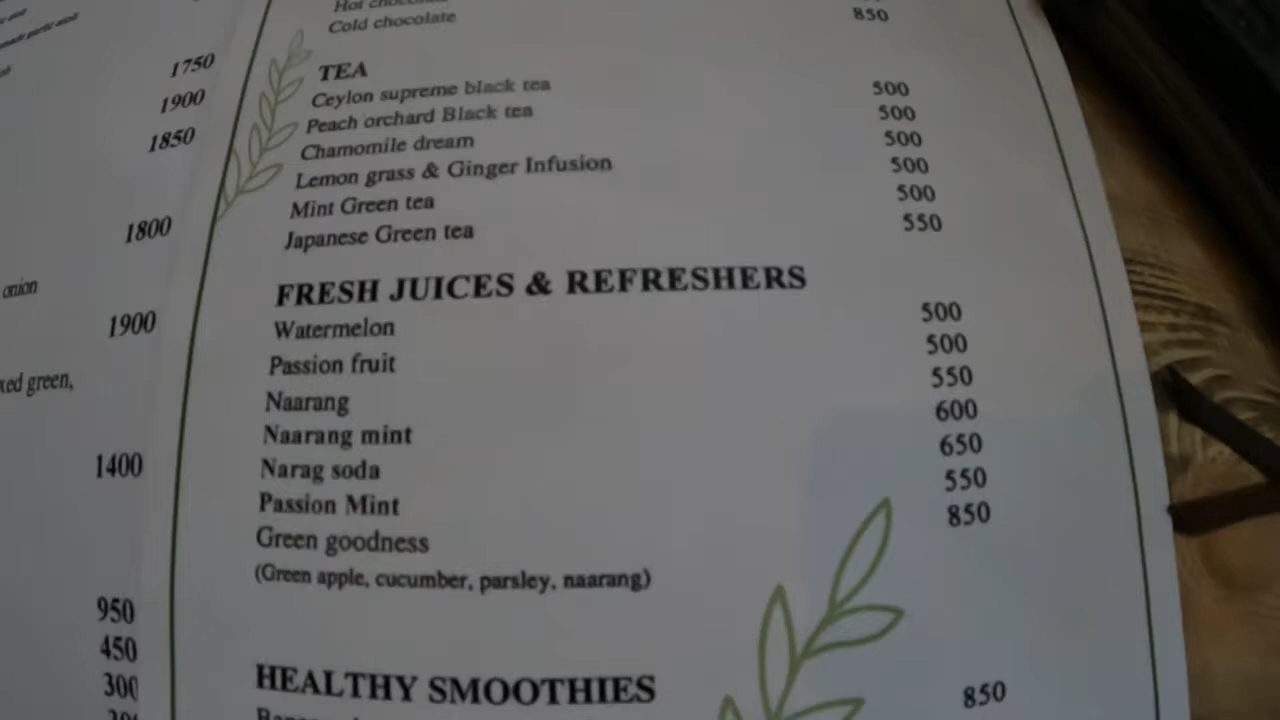 1750
1900
1850
1800
onion
1900
green,
1400
950
450
300
Hot
Cold chocolate 850
TEA
Ceylon supreme black tea 500
Peach orchard Black tea 500
Chamomile dream 500
Lemon grass & Ginger Infusion 500
Mint Green tea 500
Japanese Green tea 550
FRESH JUICES & REFRESHERS
Watermelon 500
Passion fruit 500
Naarang 550
Naarang mint 600
Narag soda 650
Passion Mint 550
Green goodness 850
(Green apple, cucumber, parsley, naarang)
HEALTHY SMOOTHIES
850